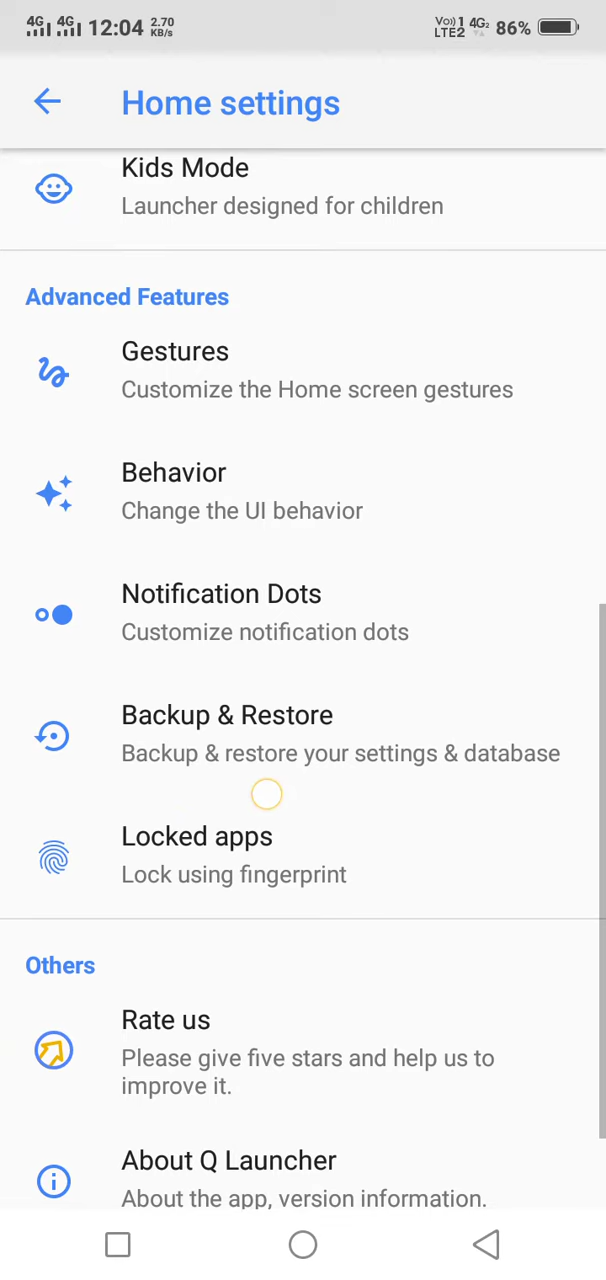 4G 4G 12:04 2.70 KB/s Vo)) 1 LTE2 4G2 86%
Home settings
Kids Mode
Launcher designed for children
Advanced Features
Gestures
Customize the Home screen gestures
Behavior
Change the UI behavior
Notification Dots
Customize notification dots
Backup & Restore
Backup & restore your settings & database
Locked apps
Lock using fingerprint
Others
Rate us
Please give five stars and help us to
improve it.
About Q Launcher
About the app, version information.